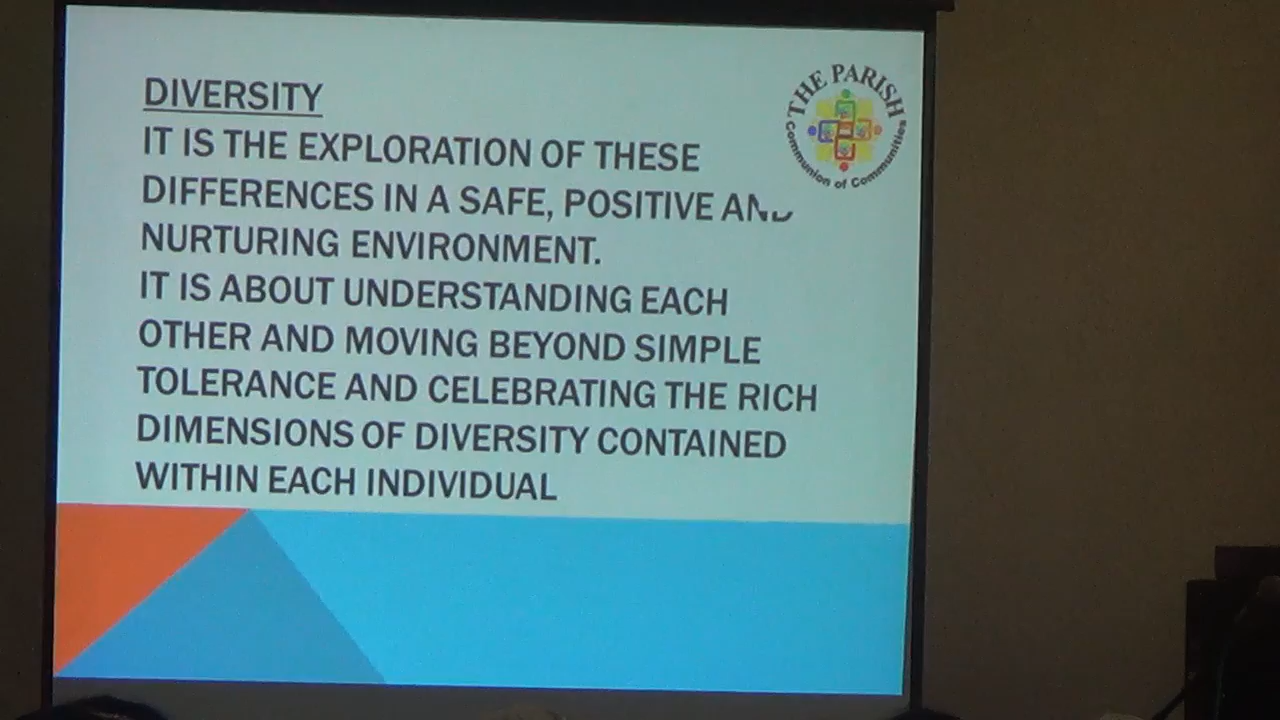 DIVERSITY
IT IS THE EXPLORATION OF THESE
DIFFERENCES IN A SAFE, POSITIVE AND
NURTURING ENVIRONMENT.
IT IS ABOUT UNDERSTANDING EACH
OTHER AND MOVING BEYOND SIMPLE
TOLERANCE AND CELEBRATING THE RICH
DIMENSIONS OF DIVERSITY CONTAINED
WITHIN EACH INDIVIDUAL
THE PARISH
Communion of Communities